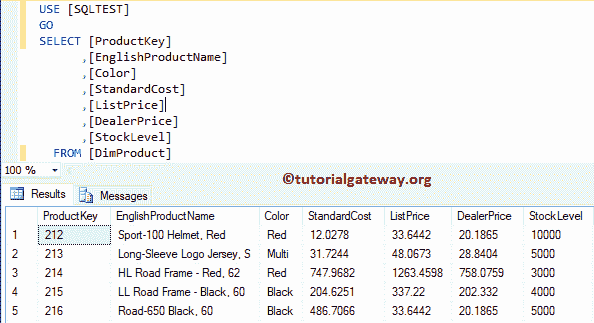 USE [SQLTEST]
GO
SELECT [ProductKey]
,[EnglishProductName]
,[Color]
,[StandardCost]
,[ListPrice]
,[DealerPrice]
,[StockLevel]
FROM [DimProduct]
100 %
©tutorialgateway.org
Results Messages
ProductKey EnglishProductName Color StandardCost ListPrice DealerPrice StockLevel
1 212 Sport-100 Helmet, Red Red 12.0278 33.6442 20.1865 10000
2 213 Long-Sleeve Logo Jersey, S Multi 31.7244 48.0673 28.8404 5000
3 214 HL Road Frame - Red, 62 Red 747.9682 1263.4598 758.0759 3000
4 215 LL Road Frame - Black, 60 Black 204.6251 337.22 202.332 4000
5 216 Road-650 Black, 60 Black 486.7066 33.6442 20.1865 5000